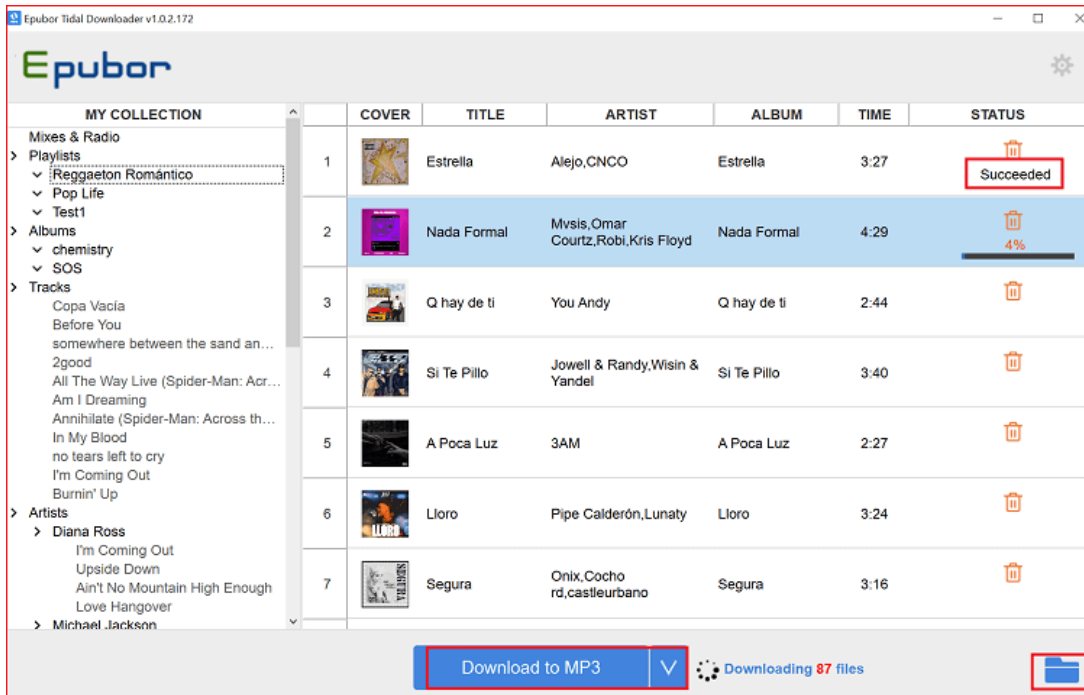 Epubor Tidal Downloader v1.0.2.172
Epubor
MY COLLECTION
Mixes & Radio
Playlists
Reggaeton Romántico
Pop Life
Test1
Albums
chemistry
SOS
Tracks
Copa Vacía
Before You
somewhere between the sand an...
2good
All The Way Live (Spider-Man: Acr...
Am I Dreaming
Annihilate (Spider-Man: Across th...
In My Blood
no tears left to cry
I'm Coming Out
Burnin' Up
Artists
Diana Ross
I'm Coming Out
Upside Down
Ain't No Mountain High Enough
Love Hangover
Michael Jackson
COVER TITLE ARTIST ALBUM TIME STATUS
1 Estrella Alejo,CNCO Estrella 3:27 Succeeded
2 Nada Formal Mvsis,Omar Courtz,Robi,Kris Floyd Nada Formal 4:29 4%
3 Q hay de ti You Andy Q hay de ti 2:44
4 Si Te Pillo Jowell & Randy,Wisin & Yandel Si Te Pillo 3:40
5 A Poca Luz 3AM A Poca Luz 2:27
6 Lloro Pipe Calderón,Lunaty Lloro 3:24
LLORO
7 Segura Onix,Cocho rd,castleurbano Segura 3:16
SEGURA
Download to MP3
Downloading 87 files